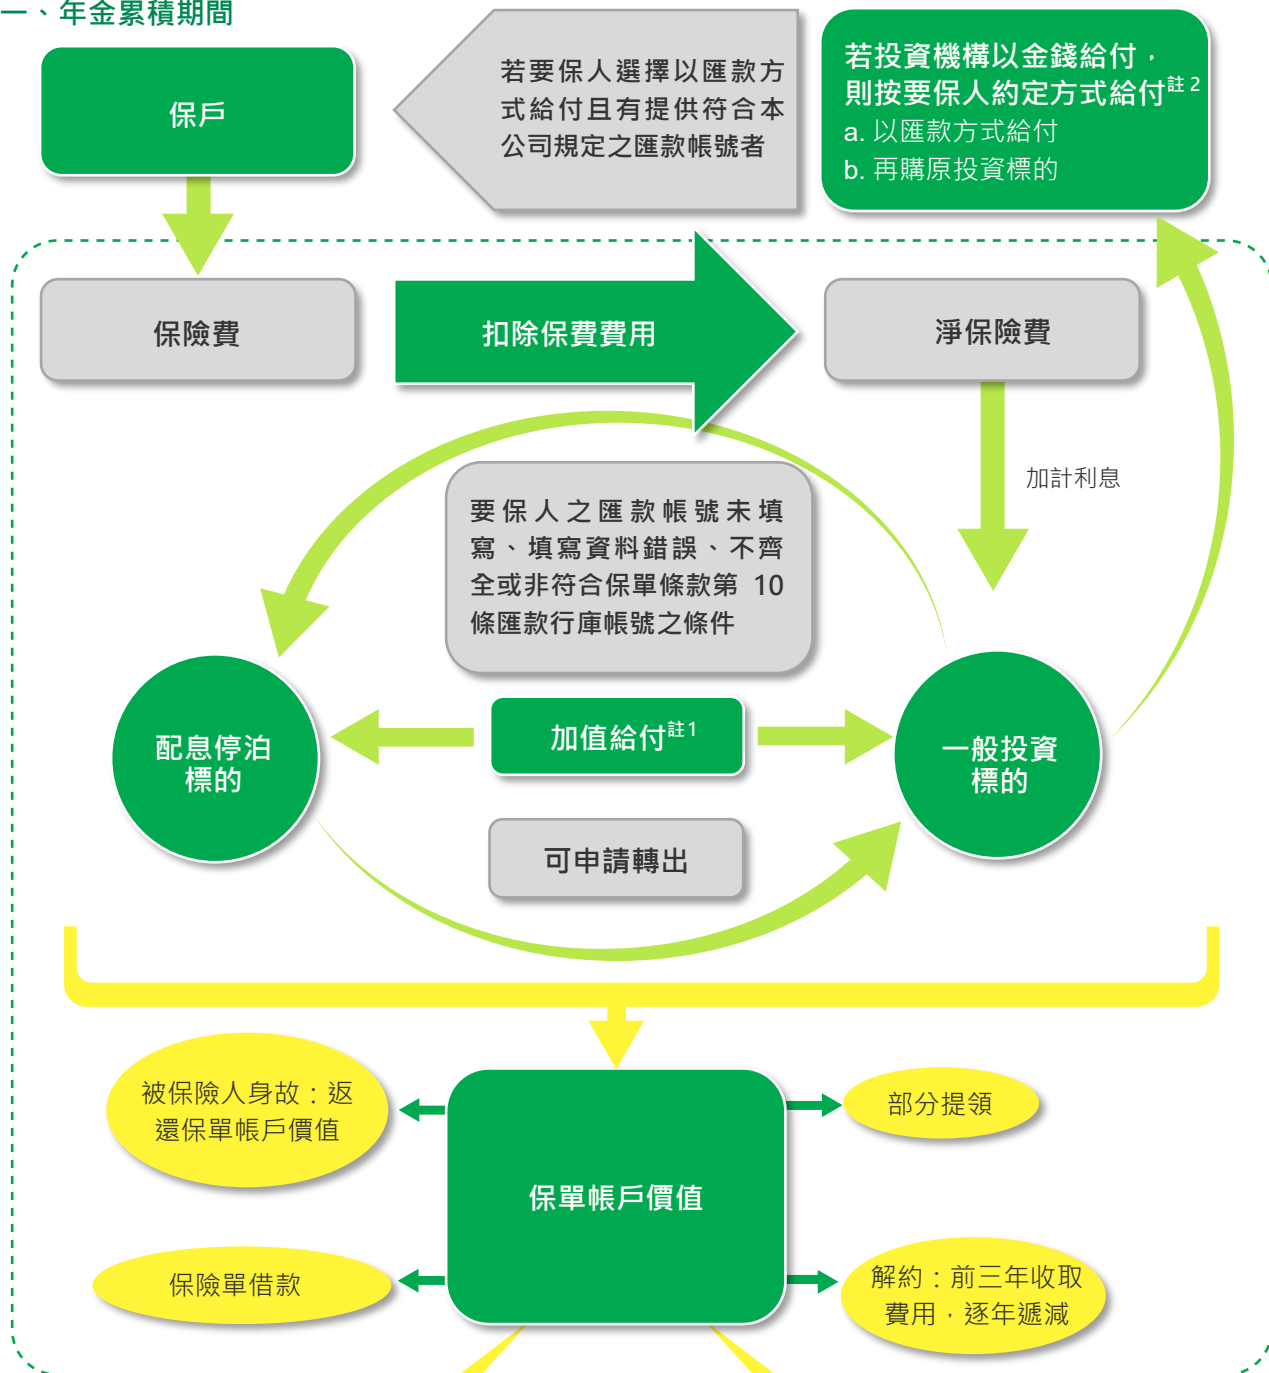 一、年金累積期間
保戶
若要保人選擇以匯款方
式給付且有提供符合本
公司規定之匯款帳號者
若投資機構以金錢給付，
則按要保人約定方式給付註2
a. 以匯款方式給付
b. 再購原投資標的
保險費
扣除保費費用
淨保險費
加計利息
要保人之匯款帳號未填
寫、填寫資料錯誤、不齊
全或非符合保單條款第 10
條匯款行庫帳號之條件
配息停泊
標的
加值給付註1
一般投資
標的
可申請轉出
被保險人身故：返
還保單帳戶價值
部分提領
保單帳戶價值
保險單借款
解約：前三年收取
費用，逐年遞減